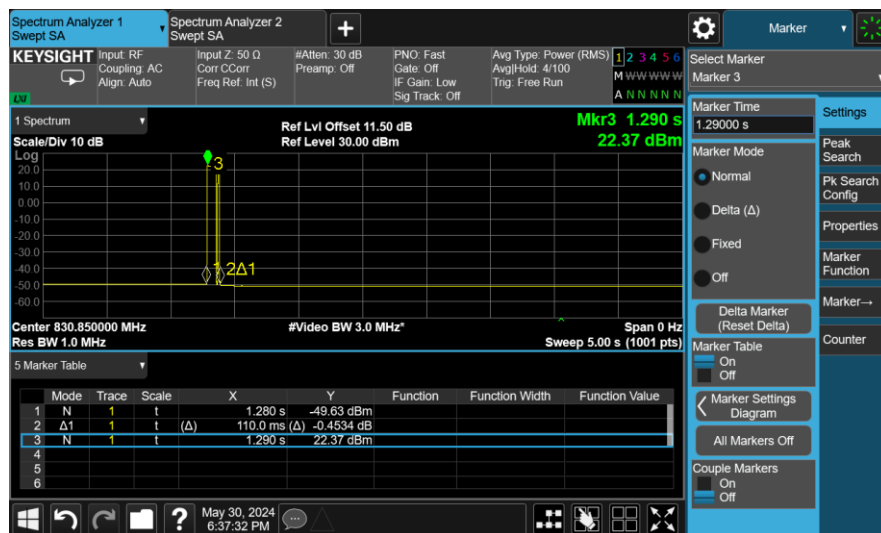 Spectrum Analyzer 1
Swept SA
Spectrum Analyzer 2
Swept SA
+
Marker
KEYSIGHT
Input: RF
Coupling: AC
Align: Auto
Input Z: 50 Ω
Corr CCorr
Freq Ref: Int (S)
#Atten: 30 dB
Preamp: Off
PNO: Fast
Gate: Off
IF Gain: Low
Sig Track: Off
Avg Type: Power (RMS)
Avg|Hold: 4/100
Trig: Free Run
1 2 3 4 5 6
M W W W W W
A N N N N N
LXI
Select Marker
Marker 3
1 Spectrum
Scale/Div 10 dB
Ref Lvl Offset 11.50 dB
Ref Level 30.00 dBm
Mkr3 1.290 s
22.37 dBm
Log
20.0
10.0
0.00
-10.0
-20.0
-30.0
-40.0
-50.0
-60.0
3
1 2Δ1
Center 830.850000 MHz
#Video BW 3.0 MHz*
Span 0 Hz
Res BW 1.0 MHz
Sweep 5.00 s (1001 pts)
5 Marker Table
Mode Trace Scale X Y Function Function Width Function Value
1 N 1 t 1.280 s -49.63 dBm
2 Δ1 1 t (Δ) 110.0 ms (Δ) -0.4534 dB
3 N 1 t 1.290 s 22.37 dBm
4
5
6
Marker Time
1.29000 s
Marker Mode
Normal
Delta (Δ)
Fixed
Off
Delta Marker
(Reset Delta)
Marker Table
On
Off
Marker Settings
Diagram
All Markers Off
Couple Markers
On
Off
Settings
Peak
Search
Pk Search
Config
Properties
Marker
Function
Marker→
Counter
?
May 30, 2024
6:37:32 PM